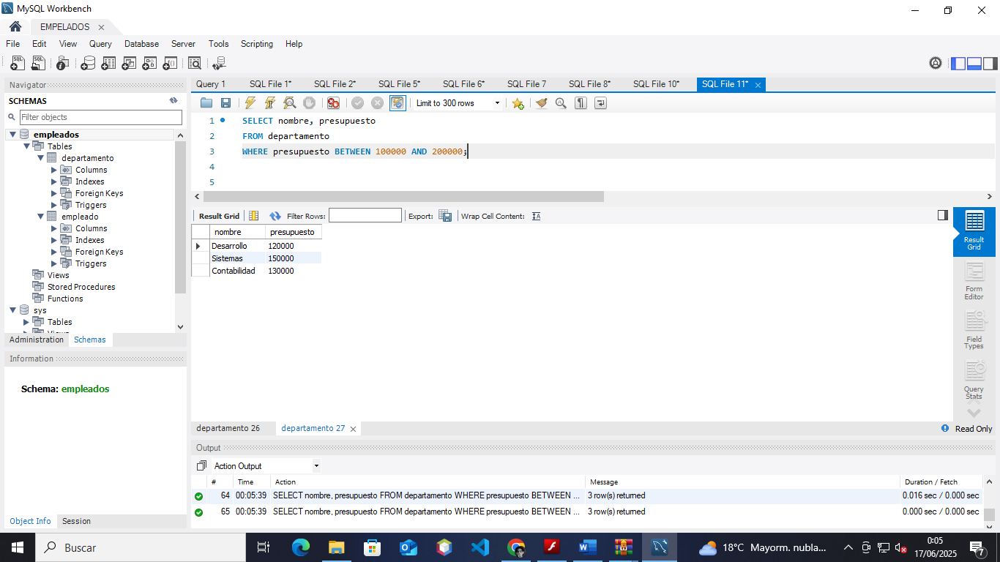 MySQL Workbench
EMPELADOS
File Edit View Query Database Server Tools Scripting Help
Navigator
SCHEMAS
Filter objects
empleados
Tables
departamento
Columns
Indexes
Foreign Keys
Triggers
empleado
Columns
Indexes
Foreign Keys
Triggers
Views
Stored Procedures
Functions
sys
Tables
Administration Schemas
Information
Schema: empleados
Object Info Session
Query 1 SQL File 1* SQL File 2* SQL File 5* SQL File 6* SQL File 7 SQL File 8* SQL File 10* SQL File 11*
Limit to 300 rows
1 SELECT nombre, presupuesto
2 FROM departamento
3 WHERE presupuesto BETWEEN 100000 AND 200000;
4
5
Result Grid Filter Rows: Export: Wrap Cell Content:
nombre presupuesto
Desarrollo 120000
Sistemas 150000
Contabilidad 130000
Result Grid
Form Editor
Field Types
Query Stats
departamento 26 departamento 27
Read Only
Output
Action Output
# Time Action Message Duration / Fetch
64 00:05:39 SELECT nombre, presupuesto FROM departamento WHERE presupuesto BETWEEN ... 3 row(s) returned 0.016 sec / 0.000 sec
65 00:05:39 SELECT nombre, presupuesto FROM departamento WHERE presupuesto BETWEEN ... 3 row(s) returned 0.000 sec / 0.000 sec
Buscar
18°C Mayorm. nubla...
0:05
17/06/2025
7